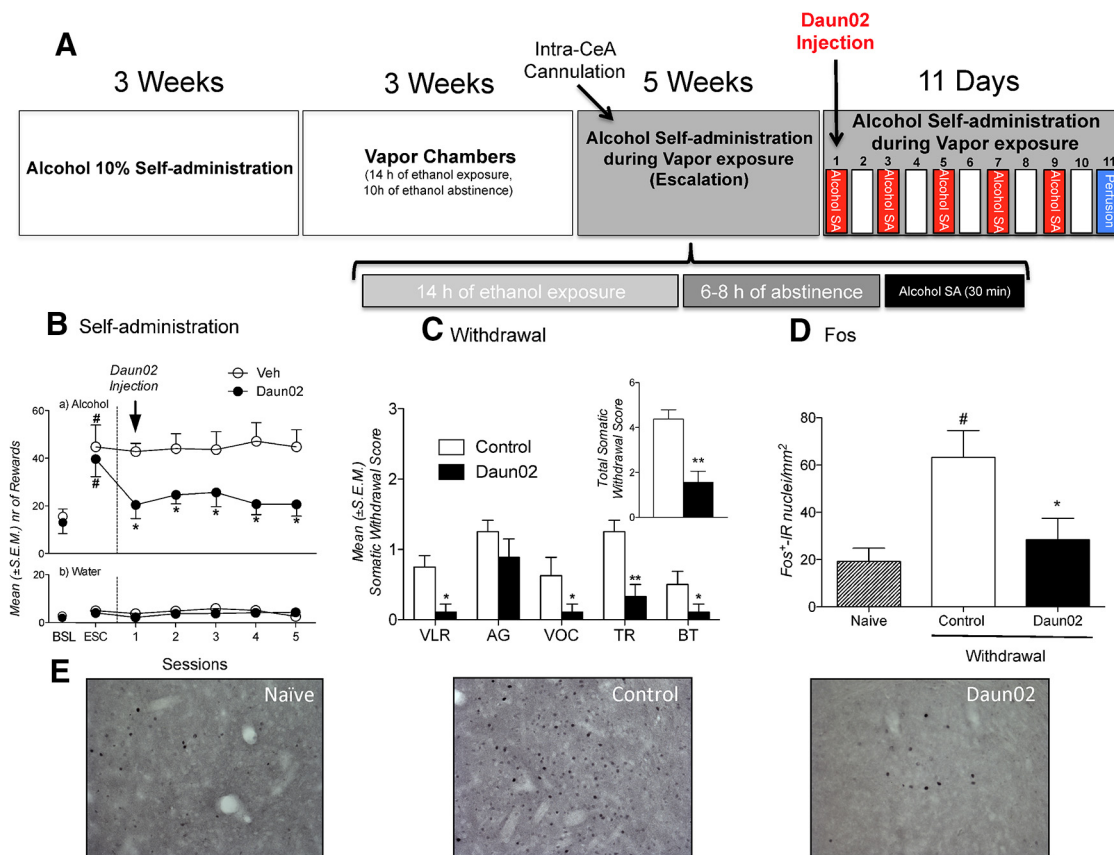 A
3 Weeks
3 Weeks
Intra-CeA
Cannulation
5 Weeks
Daun02
Injection
11 Days
Alcohol 10% Self-administration
Vapor Chambers
(14 h of ethanol exposure,
10h of ethanol abstinence)
Alcohol Self-administration
during Vapor exposure
(Escalation)
Alcohol Self-administration
during Vapor exposure
1 2 3 4 5 6 7 8 9 10 11
Alcohol SA
Alcohol SA
Alcohol SA
Alcohol SA
Alcohol SA
Perfusion
14 h of ethanol exposure
6-8 h of abstinence
Alcohol SA (30 min)
B Self-administration
Daun02
Injection
Veh
Daun02
a) Alcohol
#
#
* * * * *
60
40
20
0
b) Water
20
0
Mean (±S.E.M.) nr of Rewards
BSL ESC 1 2 3 4 5
Sessions
C Withdrawal
Mean (±S.E.M.)
Somatic Withdrawal Score
3
2
1
0
Control
Daun02
Total Somatic
Withdrawal Score
6
4
2
0
**
* * ** *
VLR AG VOC TR BT
D Fos
Fos+-IR nuclei/mm²
80
60
40
20
0
#
*
Naive Control Daun02
Withdrawal
E
Naïve
Control
Daun02